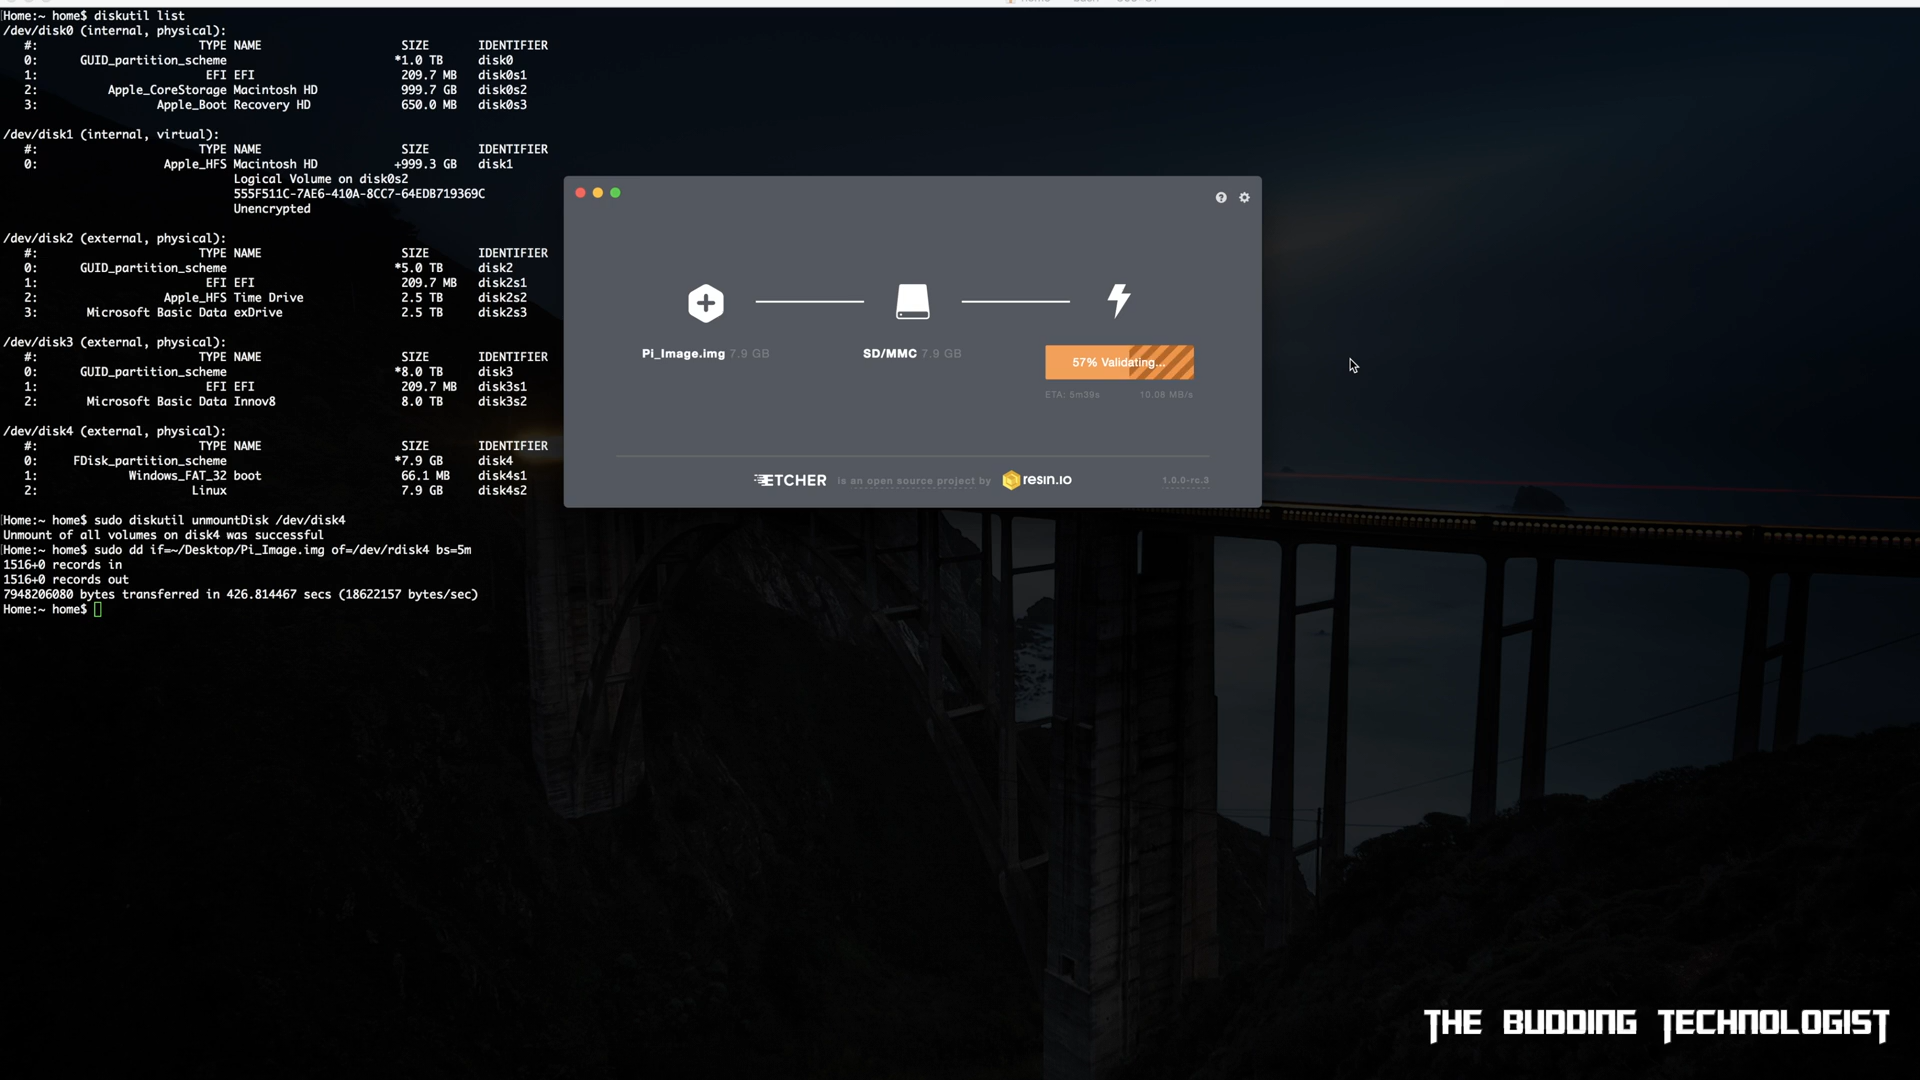 Home:~ home$ diskutil list
/dev/disk0 (internal, physical):
#: TYPE NAME SIZE IDENTIFIER
0: GUID_partition_scheme *1.0 TB disk0
1: EFI EFI 209.7 MB disk0s1
2: Apple_CoreStorage Macintosh HD 999.7 GB disk0s2
3: Apple_Boot Recovery HD 650.0 MB disk0s3
/dev/disk1 (internal, virtual):
#: TYPE NAME SIZE IDENTIFIER
0: Apple_HFS Macintosh HD +999.3 GB disk1
Logical Volume on disk0s2
555F511C-7AE6-410A-8CC7-64EDB719369C
Unencrypted
/dev/disk2 (external, physical):
#: TYPE NAME SIZE IDENTIFIER
0: GUID_partition_scheme *5.0 TB disk2
1: EFI EFI 209.7 MB disk2s1
2: Apple_HFS Time Drive 2.5 TB disk2s2
3: Microsoft Basic Data exDrive 2.5 TB disk2s3
/dev/disk3 (external, physical):
#: TYPE NAME SIZE IDENTIFIER
0: GUID_partition_scheme *8.0 TB disk3
1: EFI EFI 209.7 MB disk3s1
2: Microsoft Basic Data Innov8 8.0 TB disk3s2
/dev/disk4 (external, physical):
#: TYPE NAME SIZE IDENTIFIER
0: FDisk_partition_scheme *7.9 GB disk4
1: Windows_FAT_32 boot 66.1 MB disk4s1
2: Linux 7.9 GB disk4s2
Home:~ home$ sudo diskutil unmountDisk /dev/disk4
Unmount of all volumes on disk4 was successful
Home:~ home$ sudo dd if=~/Desktop/Pi_Image.img of=/dev/rdisk4 bs=5m
1516+0 records in
1516+0 records out
7948206080 bytes transferred in 426.814467 secs (18622157 bytes/sec)
Home:~ home$
Pi_Image.img 7.9 GB
SD/MMC 7.9 GB
57% Validating...
ETA: 5m39s 10.08 MB/s
ETCHER is an open source project by resin.io 1.0.0-rc.3
THE BUDDING TECHNOLOGIST